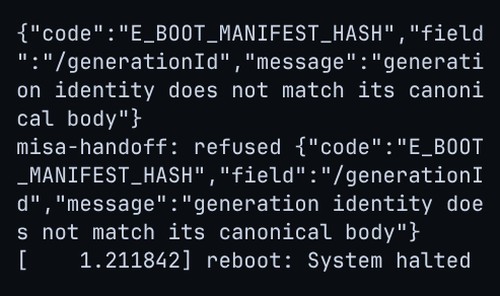 {"code":"E_BOOT_MANIFEST_HASH","field
":"/generationId","message":"generati
on identity does not match its canoni
cal body"}
misa-handoff: refused {"code":"E_BOOT
_MANIFEST_HASH","field":"/generationI
d","message":"generation identity doe
s not match its canonical body"}
[    1.211842] reboot: System halted